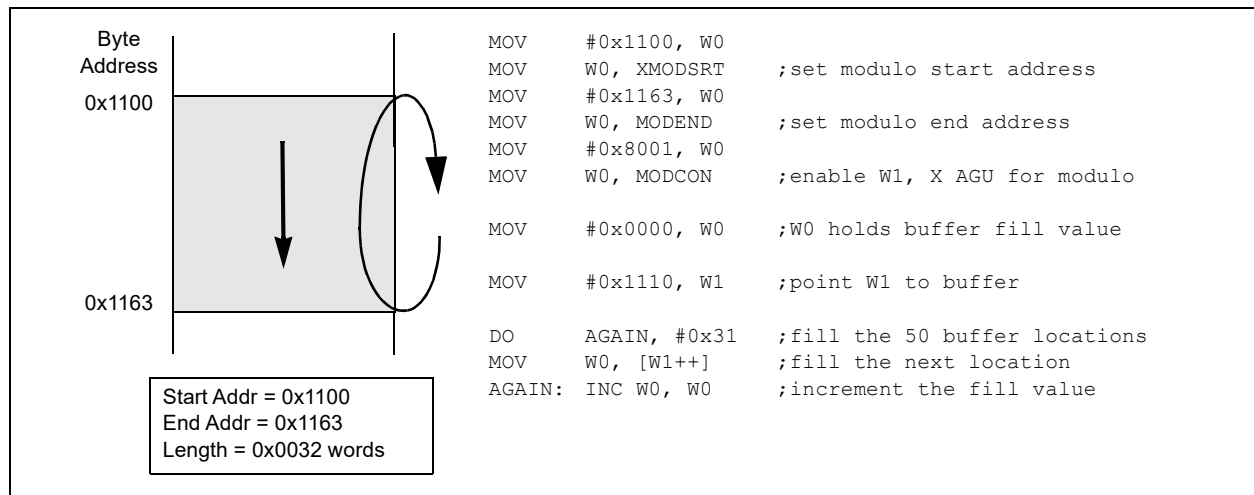 Byte
Address
0x1100
0x1163
Start Addr = 0x1100
End Addr = 0x1163
Length = 0x0032 words
MOV #0x1100, W0
MOV W0, XMODSRT ;set modulo start address
MOV #0x1163, W0
MOV W0, MODEND ;set modulo end address
MOV #0x8001, W0
MOV W0, MODCON ;enable W1, X AGU for modulo
MOV #0x0000, W0 ;W0 holds buffer fill value
MOV #0x1110, W1 ;point W1 to buffer
DO AGAIN, #0x31 ;fill the 50 buffer locations
MOV W0, [W1++] ;fill the next location
AGAIN: INC W0, W0 ;increment the fill value